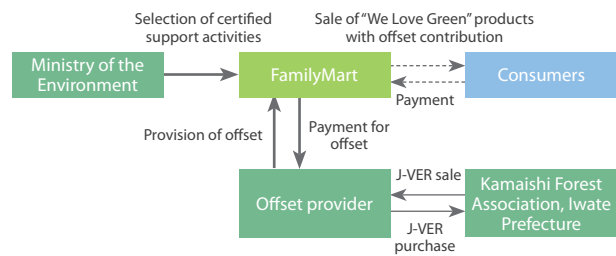 Selection of certified
support activities
Sale of “We Love Green” products
with offset contribution
Ministry of the
Environment
FamilyMart
Consumers
Payment
Provision of offset
Payment for
offset
J-VER sale
Offset provider
Kamaishi Forest
Association, Iwate
Prefecture
J-VER
purchase